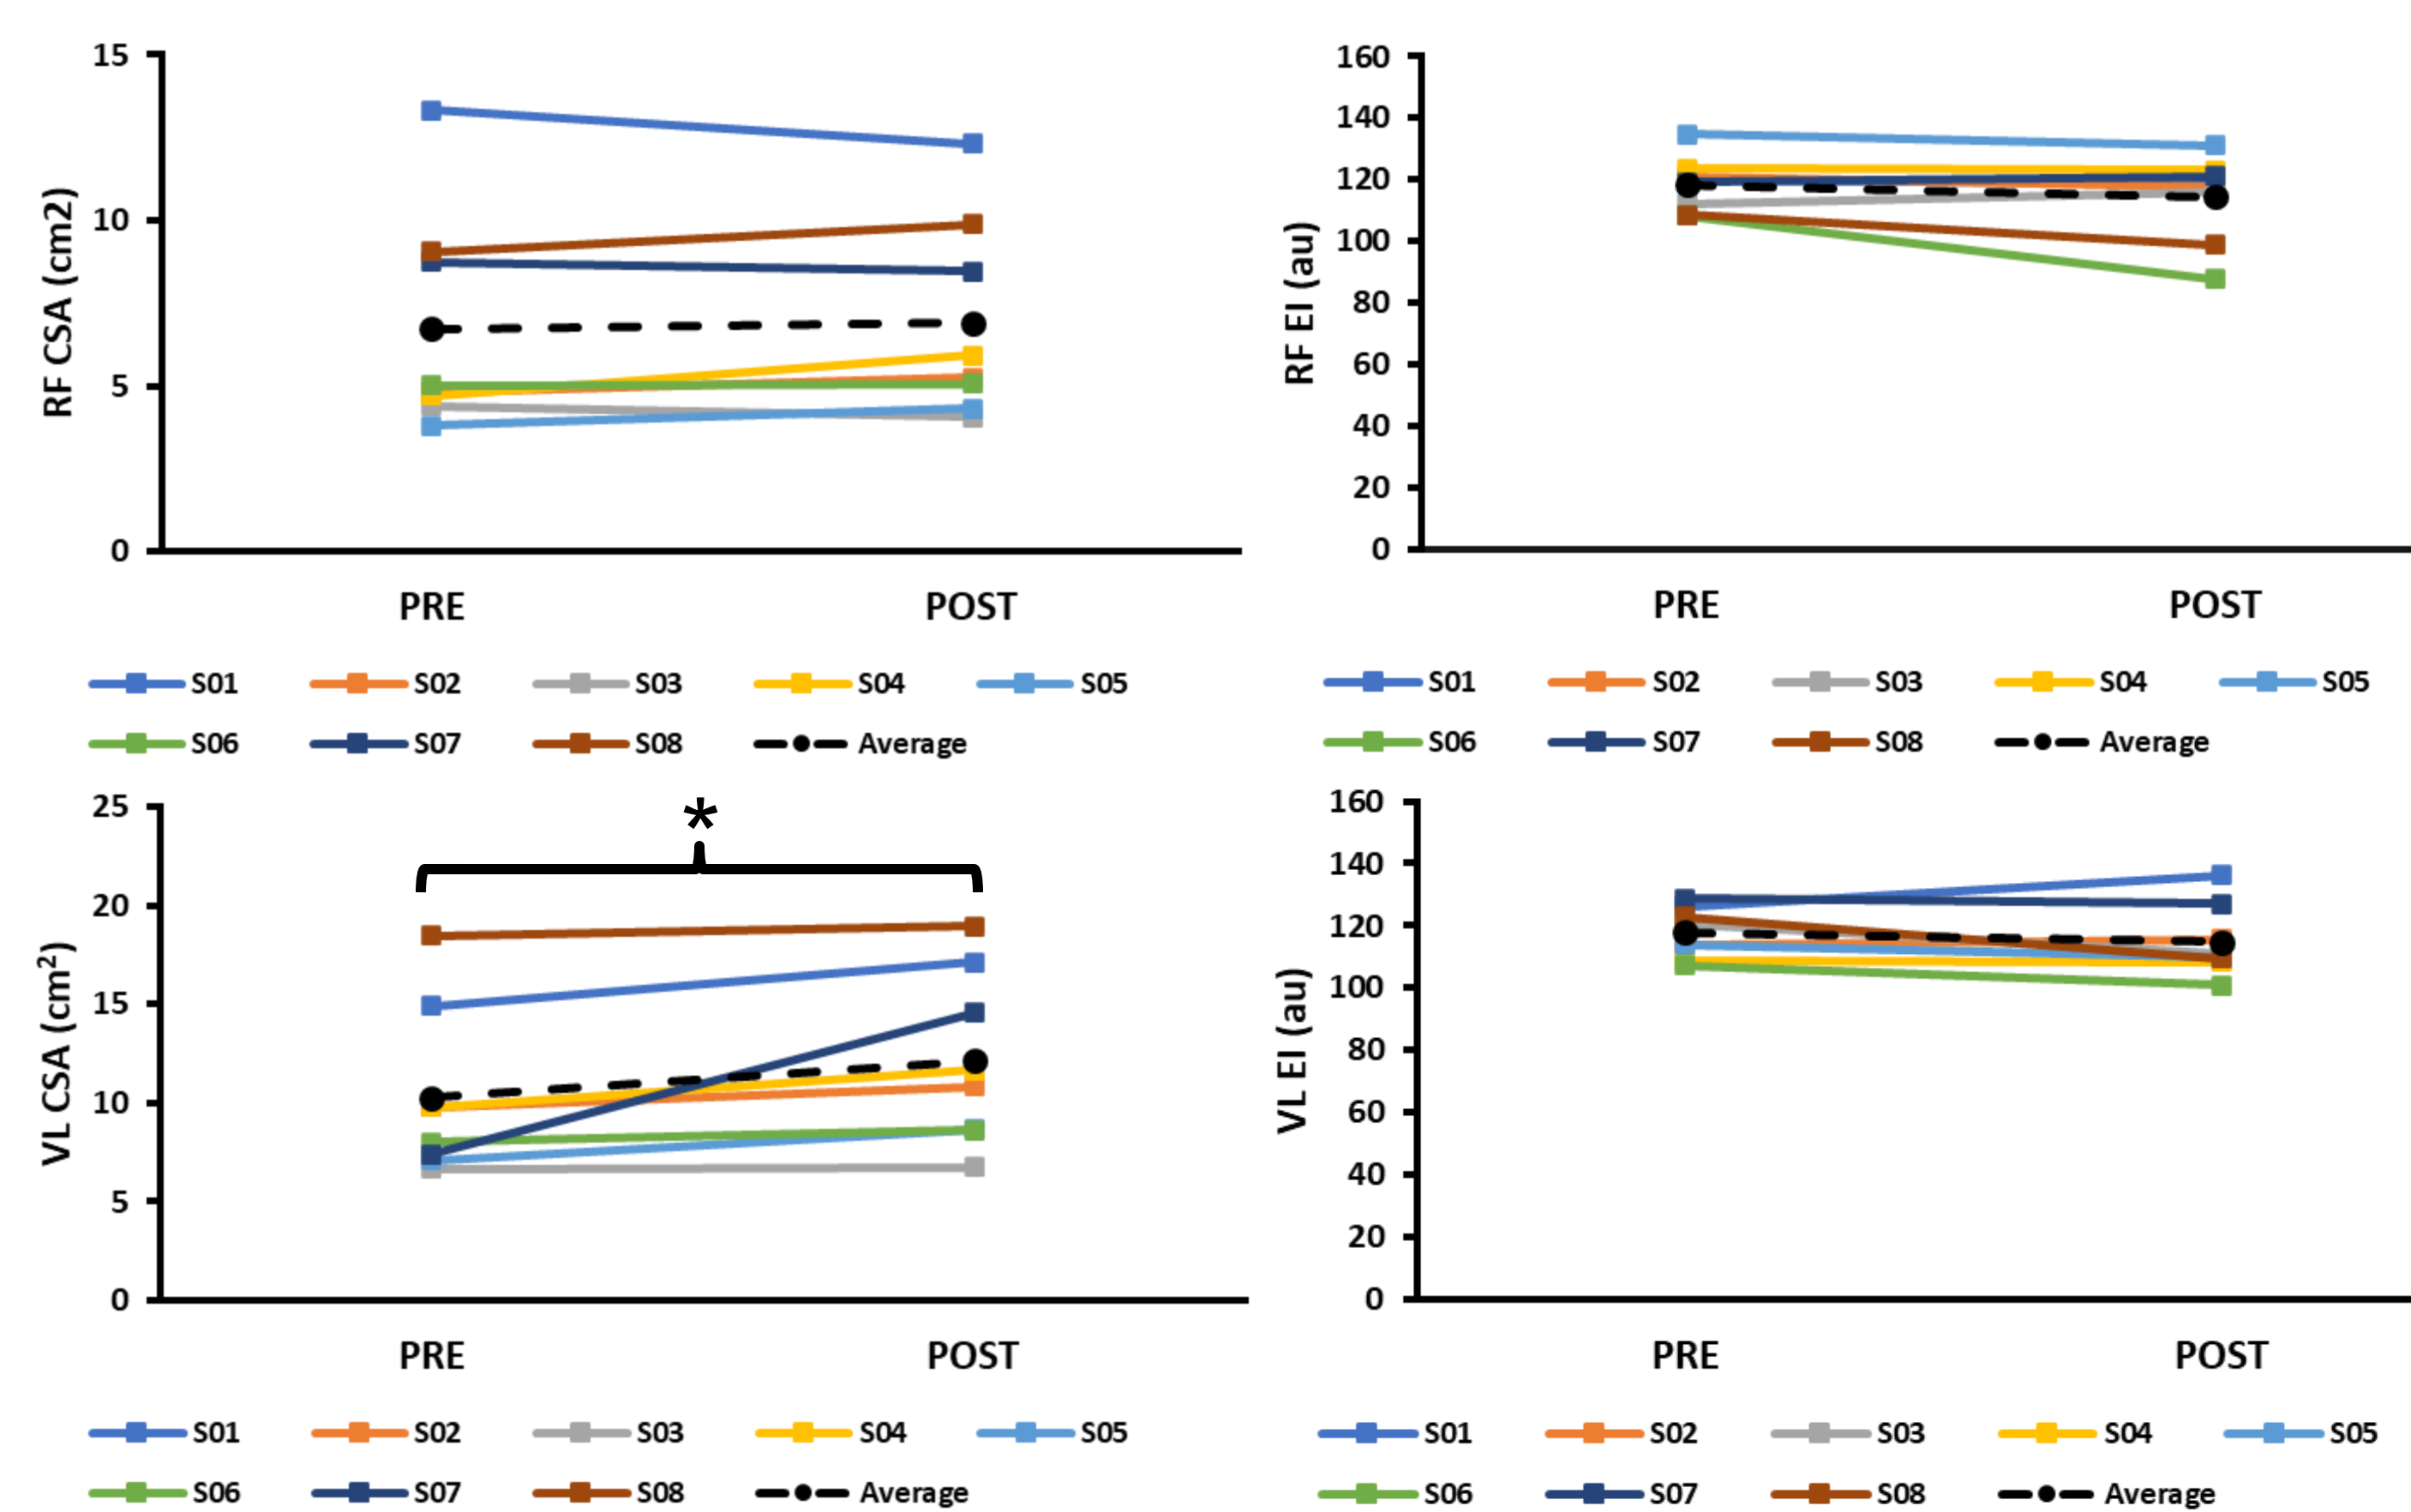 15
10
5
0
RF CSA (cm2)
PRE POST
S01 S02 S03 S04 S05
S06 S07 S08 Average
160
140
120
100
80
60
40
20
0
RF EI (au)
PRE POST
S01 S02 S03 S04 S05
S06 S07 S08 Average
25
20
15
10
5
0
VL CSA (cm²)
*
PRE POST
S01 S02 S03 S04 S05
S06 S07 S08 Average
160
140
120
100
80
60
40
20
0
VL EI (au)
PRE POST
S01 S02 S03 S04 S05
S06 S07 S08 Average